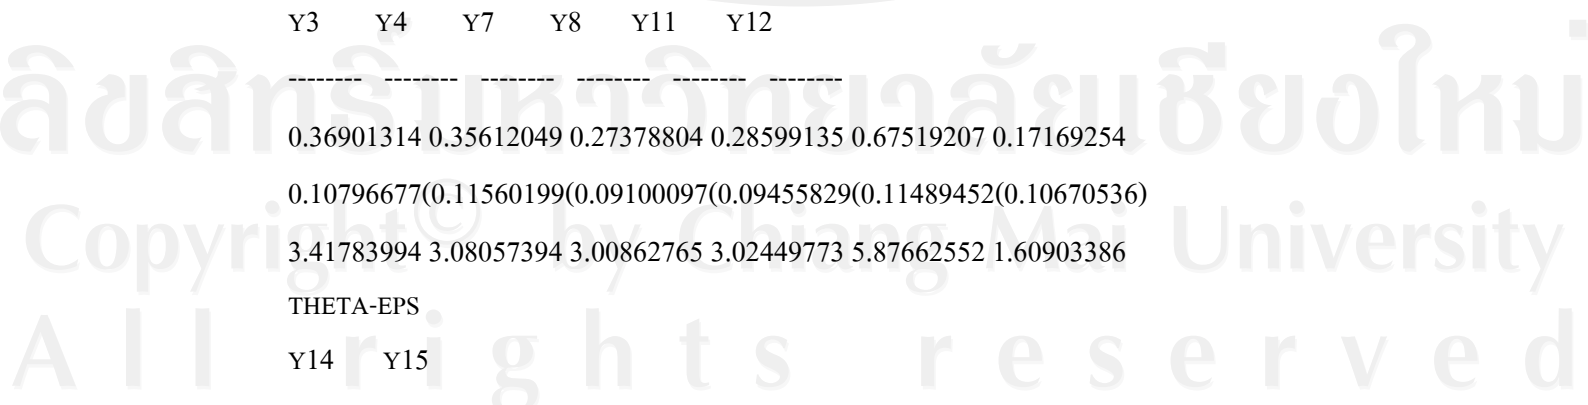 Y3 Y4 Y7 Y8 Y11 Y12
-------- -------- -------- -------- -------- --------
ลิขสิทธิ์มหาวิทยาลัยเชียงใหม่
0.36901314 0.35612049 0.27378804 0.28599135 0.67519207 0.17169254
0.10796677(0.11560199(0.09100097(0.09455829(0.11489452(0.10670536)
Copyright© by Chiang Mai University
3.41783994 3.08057394 3.00862765 3.02449773 5.87662552 1.60903386
THETA-EPS
All rights reserved
Y14 Y15